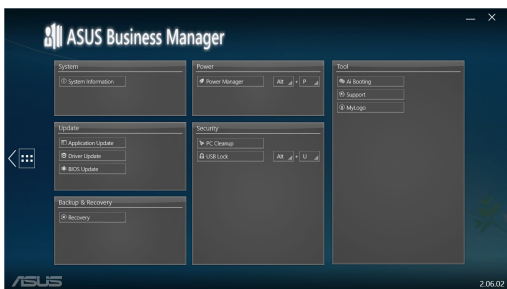 ASUS Business Manager
System
System Information
Power
Power Manager Alt + P
Tool
Ai Booting
Support
MyLogo
Update
Application Update
Driver Update
BIOS Update
Security
PC Cleanup
USB Lock Alt + U
Backup & Recovery
Recovery
ASUS
2.06.02